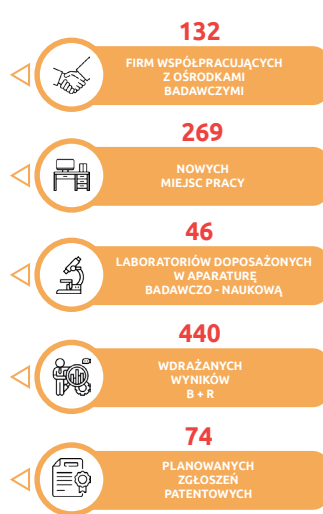 132
FIRM WSPÓŁPRACUJĄCYCH
Z OŚRODKAMI
BADAWCZYMI
269
NOWYCH
MIEJSC PRACY
46
LABORATORIÓW DOPOSAŻONYCH
W APARATURĘ
BADAWCZO - NAUKOWĄ
440
WDRAŻANYCH
WYNIKÓW
B + R
74
PLANOWANYCH
ZGŁOSZEŃ
PATENTOWYCH